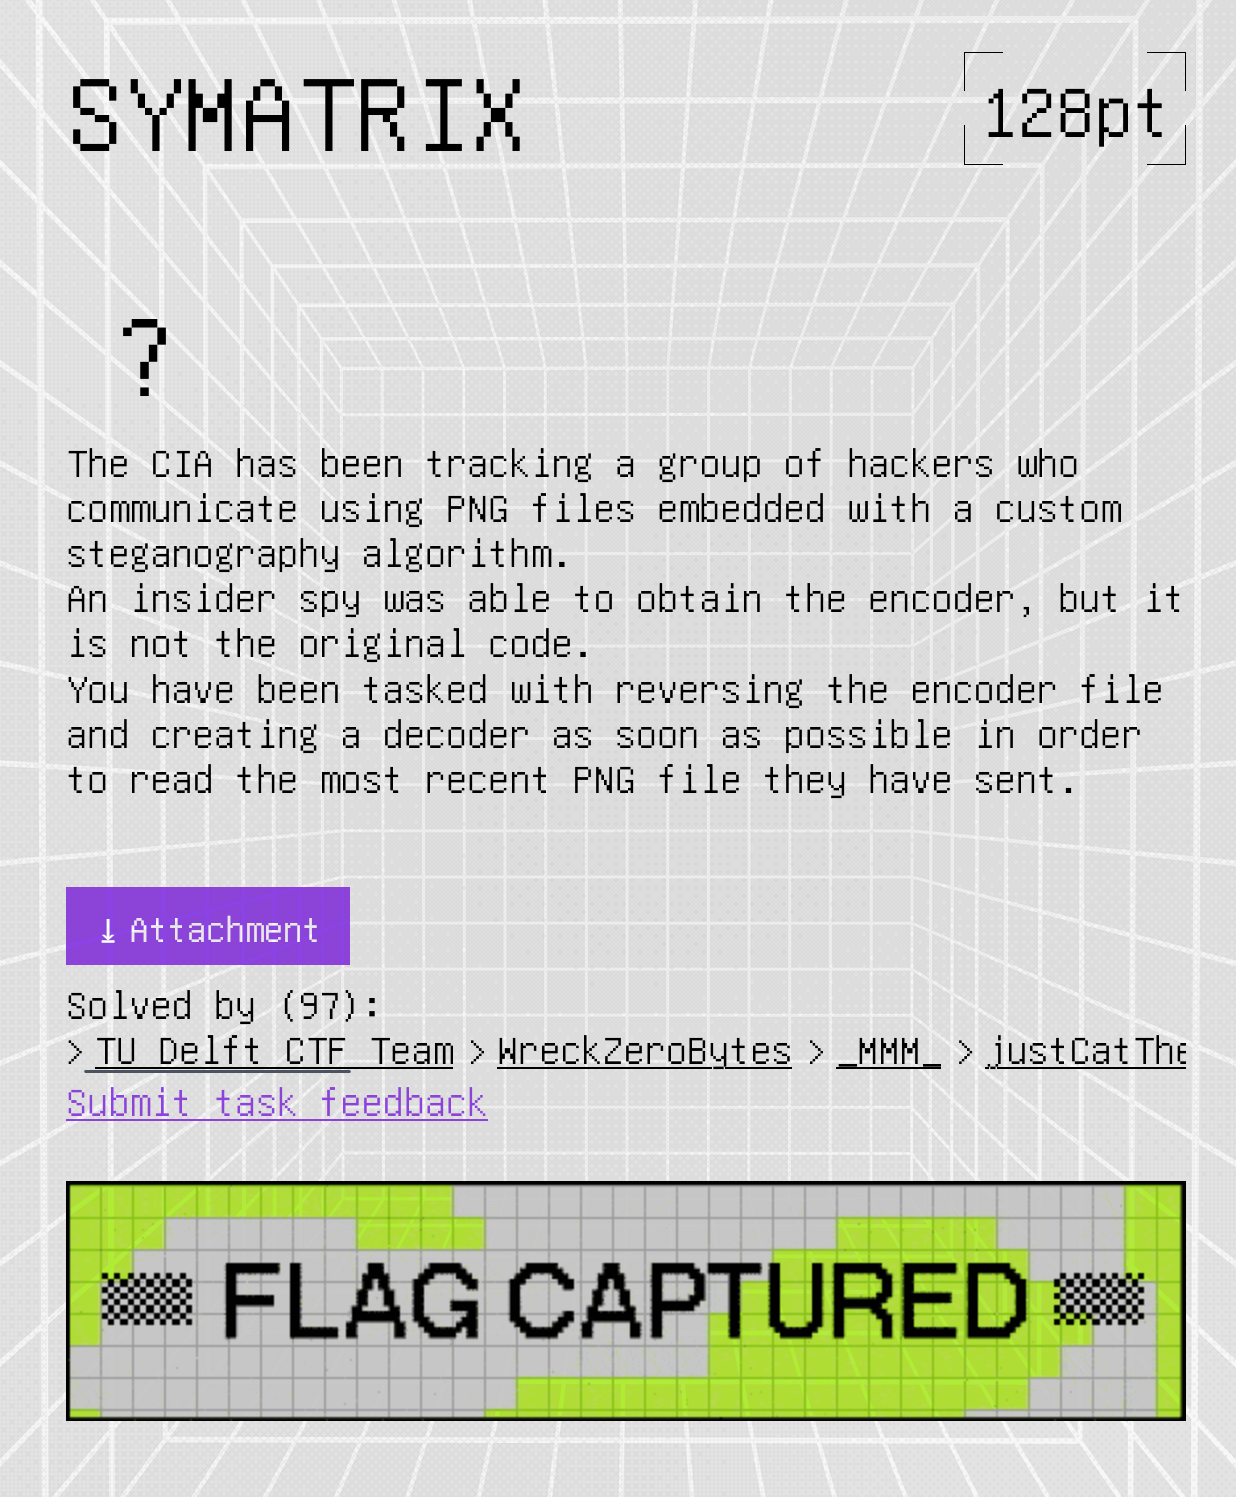 SYMATRIX
128pt
?
The CIA has been tracking a group of hackers who
communicate using PNG files embedded with a custom
steganography algorithm.
An insider spy was able to obtain the encoder, but it
is not the original code.
You have been tasked with reversing the encoder file
and creating a decoder as soon as possible in order
to read the most recent PNG file they have sent.
↓ Attachment
Solved by (97):
> TU Delft CTF Team > WreckZeroBytes > _MMM_ > justCatThe
Submit task feedback
FLAG CAPTURED